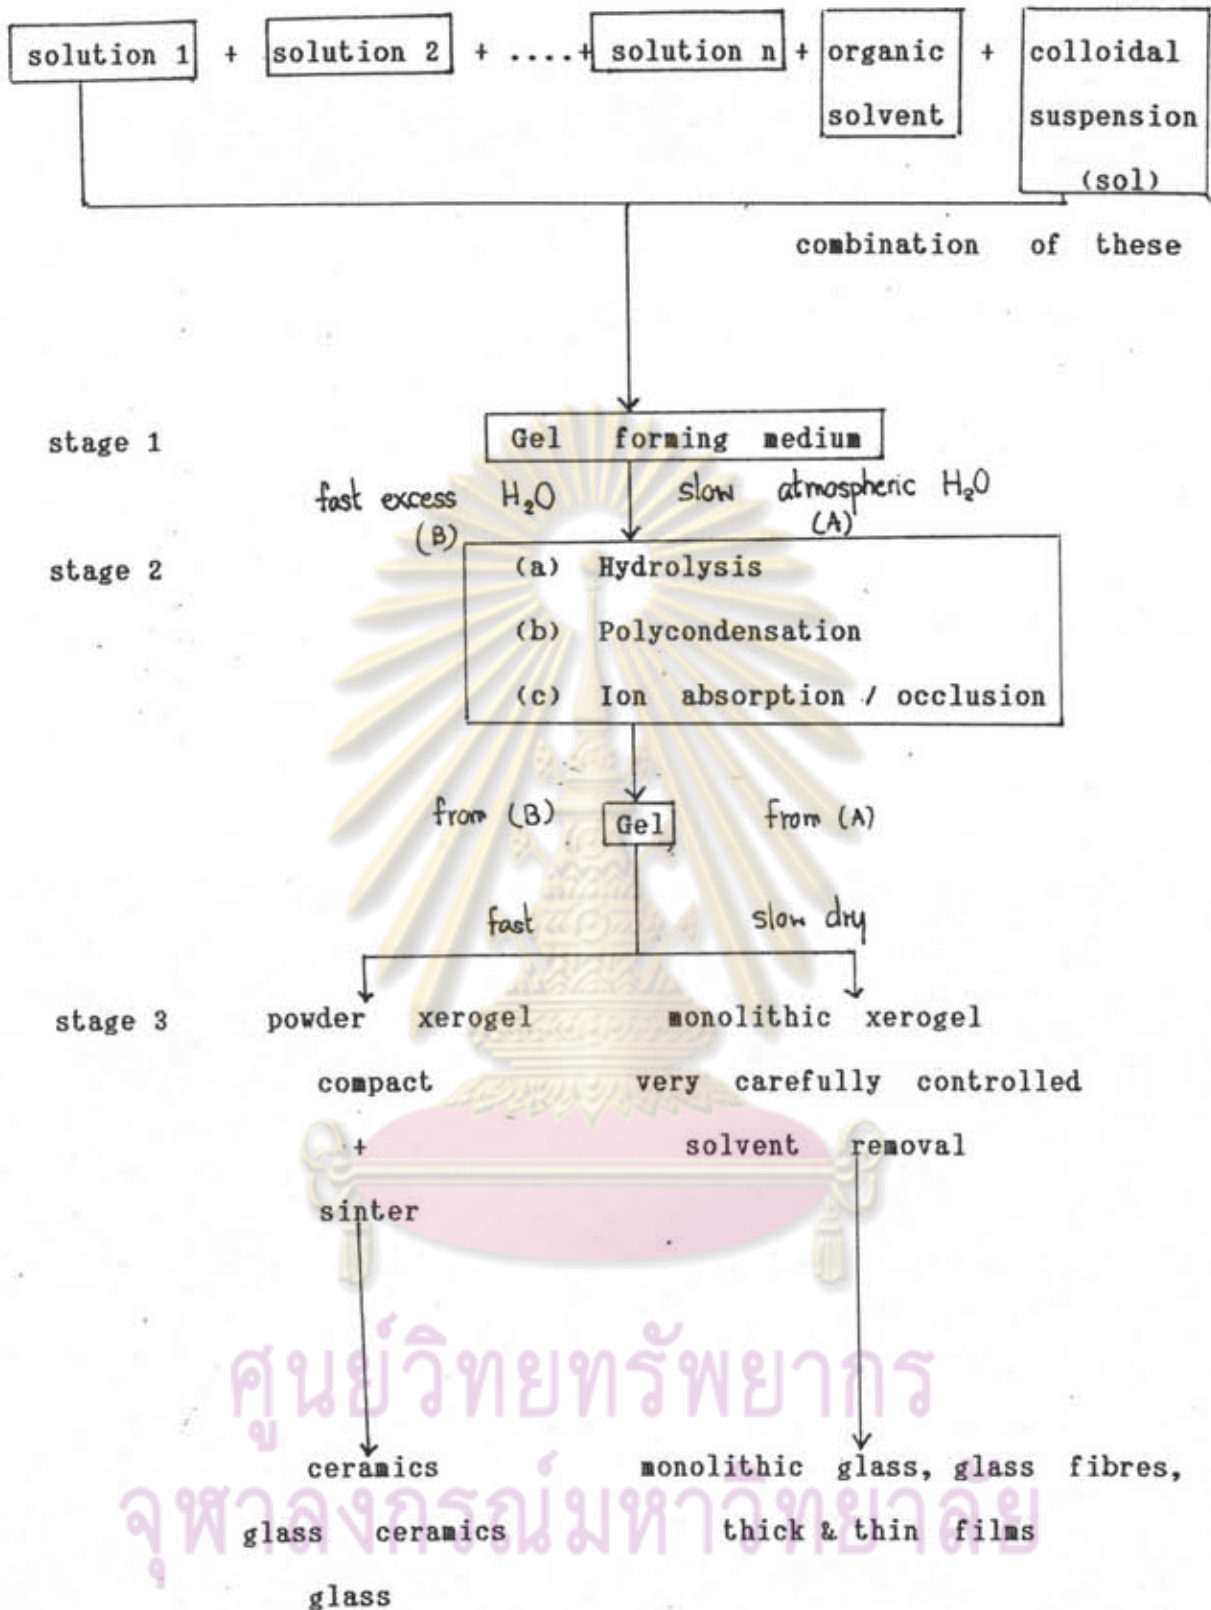 solution 1 + solution 2 + ....+ solution n + organic solvent + colloidal suspension (sol)
combination of these
stage 1
Gel forming medium
fast excess H₂O (B)
slow atmospheric H₂O (A)
stage 2
(a) Hydrolysis
(b) Polycondensation
(c) Ion absorption / occlusion
from (B) Gel from (A)
fast slow dry
stage 3 powder xerogel monolithic xerogel
compact very carefully controlled
+ solvent removal
sinter
ศูนย์วิทยทรัพยากร
ceramics monolithic glass, glass fibres,
จุฬาลงกรณ์มหาวิทยาลัย
glass ceramics thick & thin films
glass